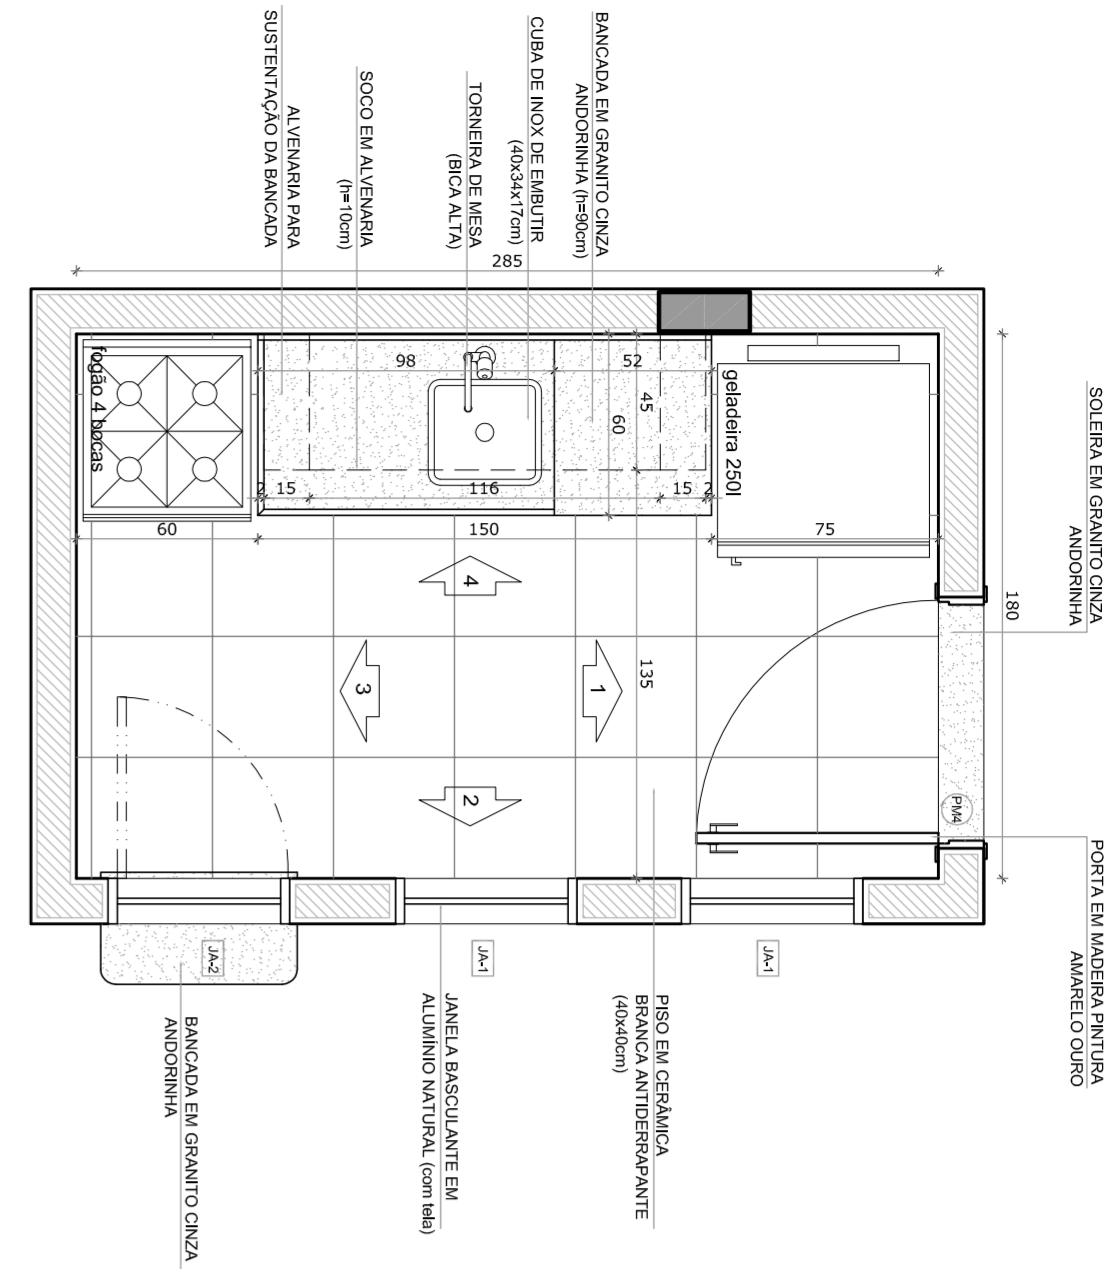 ALVENARIA PARA
SUSTENTAÇÃO DA BANCADA
SOCO EM ALVENARIA
(h=10cm)
TORNEIRA DE MESA
(BICA ALTA)
CUBA DE INOX DE EMBUTIR
(40x34x17cm)
BANCADA EM GRANITO CINZA
ANDORINHA (h=90cm)
285
SOLEIRA EM GRANITO CINZA
ANDORINHA
180
fogão 4 bocas
98
52
45
60
geladeira 250l
2
15
116
15
2
60
150
75
4
3
1
135
2
PM4
PORTA EM MADEIRA PINTURA
AMARELO OURO
JA-2
JA-1
JA-1
BANCADA EM GRANITO CINZA
ANDORINHA
JANELA BASCULANTE EM
ALUMÍNIO NATURAL (com tela)
PISO EM CERÂMICA
BRANCA ANTIDERRAPANTE
(40x40cm)